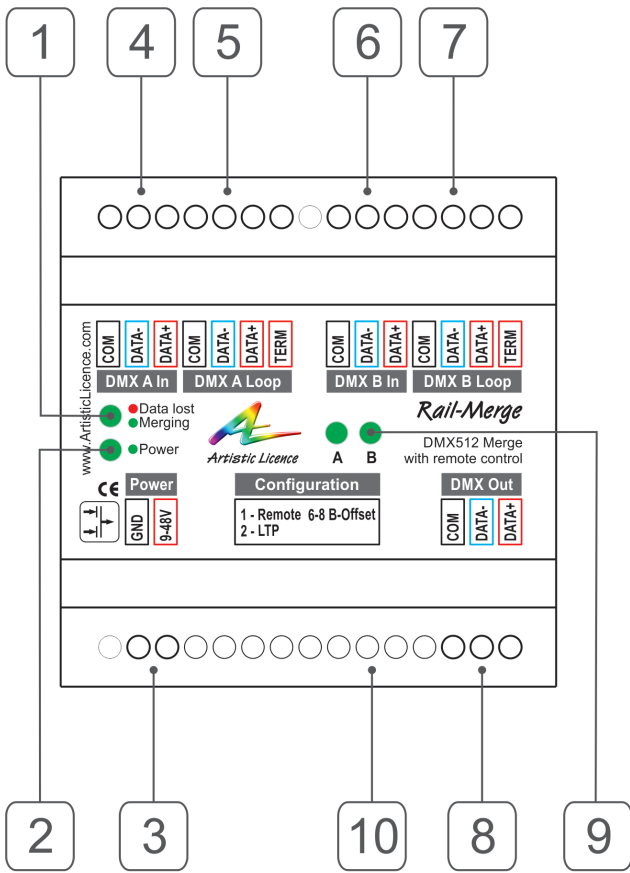 1 4 5 6 7
COM DATA- DATA+ COM DATA- DATA+ TERM COM DATA- DATA+ COM DATA- DATA+ TERM
DMX A In DMX A Loop DMX B In DMX B Loop
www.ArtisticLicence.com
Data lost
Merging
Power
Artistic Licence
A B
Rail-Merge
DMX512 Merge
with remote control
CE
Power Configuration DMX Out
GND 9-48V
1 - Remote 6-8 B-Offset
2 - LTP
COM DATA- DATA+
2 3 10 8 9